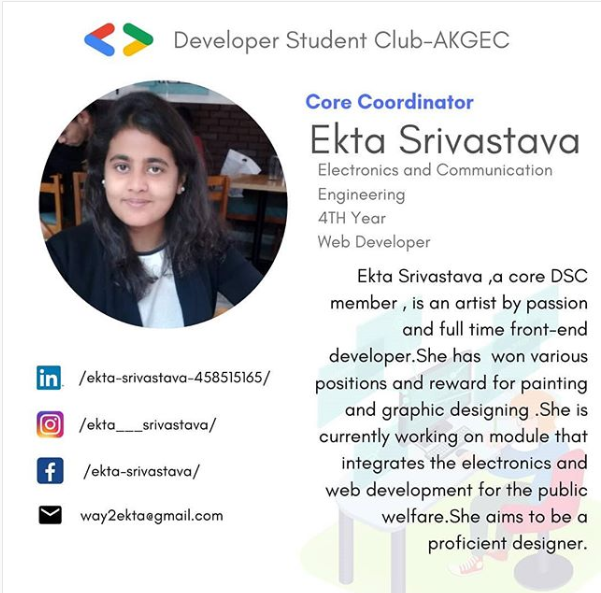 Developer Student Club-AKGEC
Core Coordinator
Ekta Srivastava
Electronics and Communication
Engineering
4TH Year
Web Developer
Ekta Srivastava ,a core DSC
member , is an artist by passion
and full time front-end
developer.She has won various
positions and reward for painting
and graphic designing .She is
currently working on module that
integrates the electronics and
web development for the public
welfare.She aims to be a
proficient designer.
in
/ekta-srivastava-458515165/
/ekta___srivastava/
/ekta-srivastava/
way2ekta@gmail.com